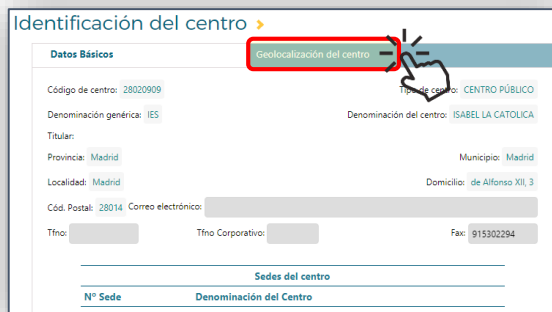 Identificación del centro >
Datos Básicos Geolocalización del centro
Código de centro: 28020909 Tipo de centro: CENTRO PÚBLICO
Denominación genérica: IES Denominación del centro: ISABEL LA CATOLICA
Titular:
Provincia: Madrid Municipio: Madrid
Localidad: Madrid Domicilio: de Alfonso XII, 3
Cód. Postal: 28014 Correo electrónico:
Tfno: Tfno Corporativo: Fax: 915302294
Sedes del centro
Nº Sede Denominación del Centro